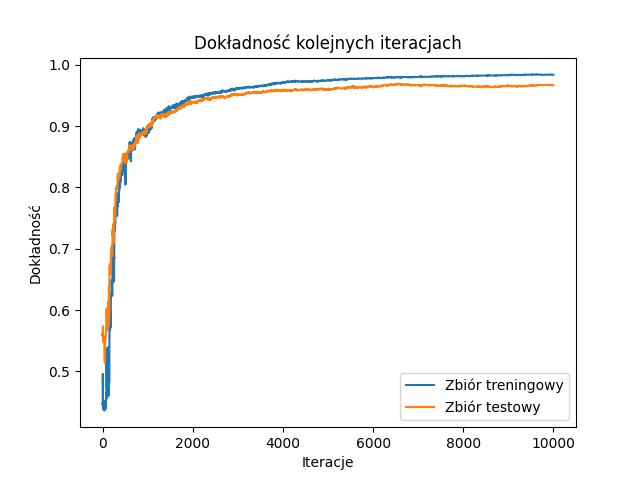 Dokładność kolejnych iteracjach
1.0
0.9
0.8
0.7
0.6
0.5
Dokładność
0
2000
4000
6000
8000
10000
Iteracje
Zbiór treningowy
Zbiór testowy